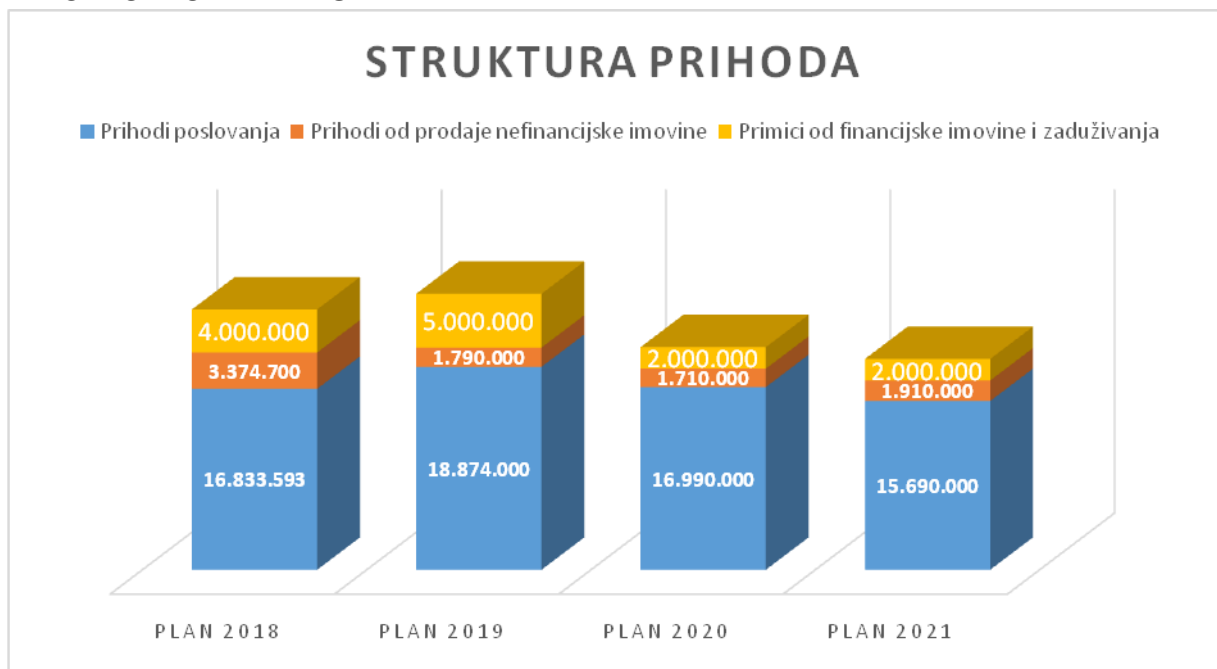 STRUKTURA PRIHODA
Prihodi poslovanja Prihodi od prodaje nefinancijske imovine Primici od financijske imovine i zaduživanja
4.000.000 5.000.000 2.000.000 2.000.000
3.374.700 1.790.000 1.710.000 1.910.000
16.833.593 18.874.000 16.990.000 15.690.000
PLAN 2018 PLAN 2019 PLAN 2020 PLAN 2021